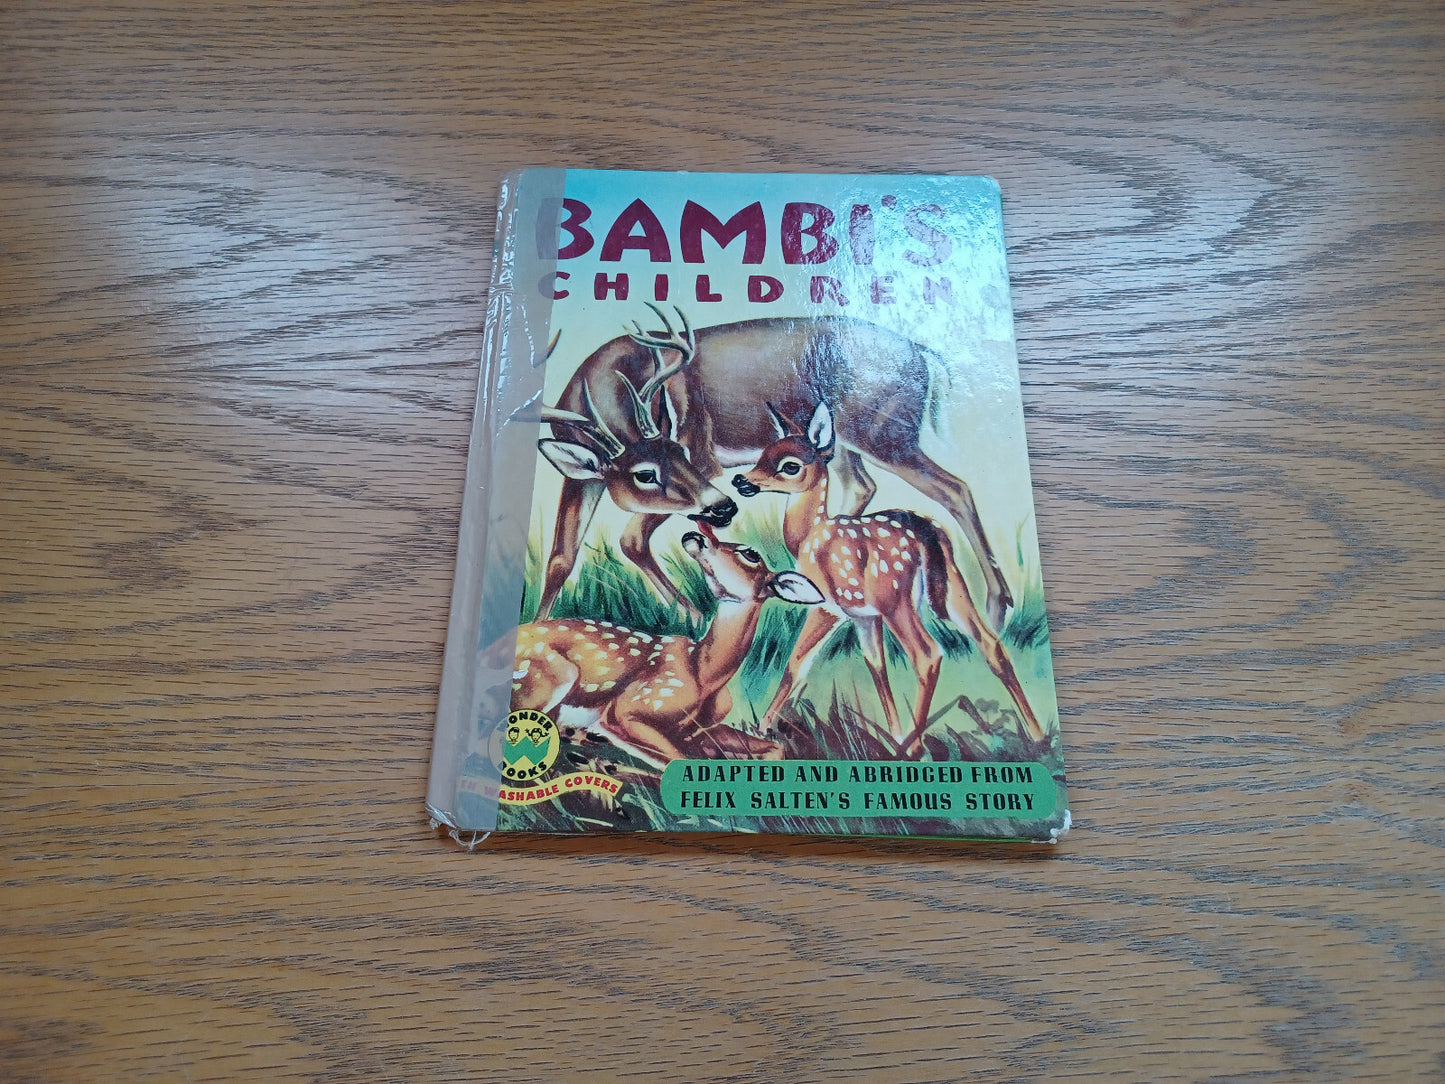 BAMBI'S
CHILDREN
WONDER
BOOKS
WASHABLE COVERS
ADAPTED AND ABRIDGED FROM
FELIX SALTEN'S FAMOUS STORY